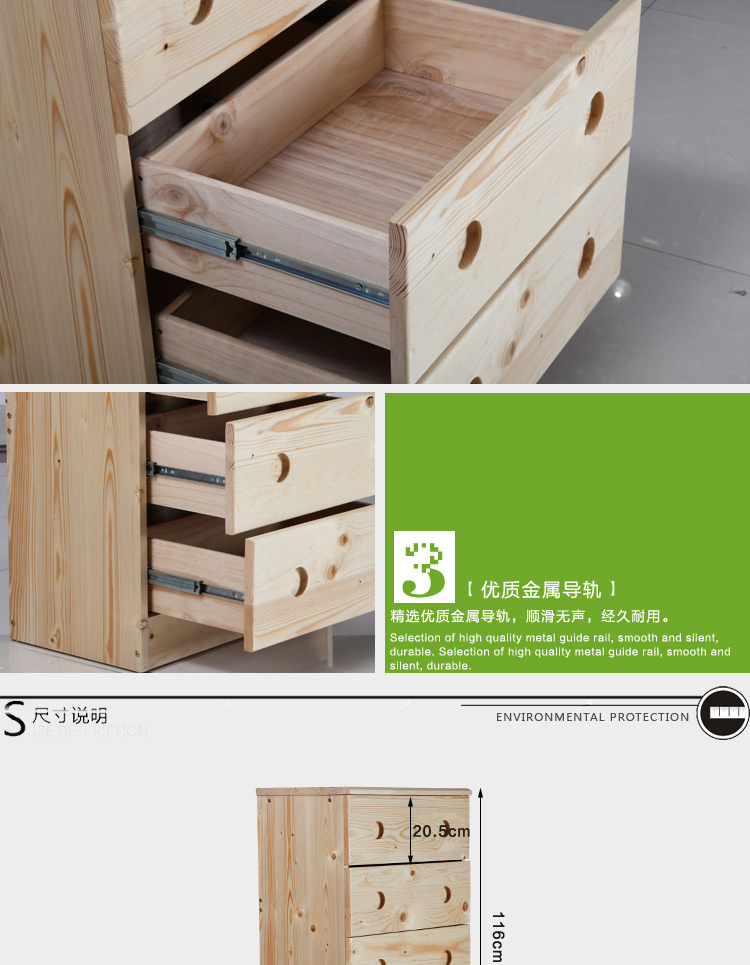 3
【 优质金属导轨 】
精选优质金属导轨，顺滑无声，经久耐用。
Selection of high quality metal guide rail, smooth and silent,
durable. Selection of high quality metal guide rail, smooth and
silent, durable.
S 尺寸说明
IZE DESCRIPTION
ENVIRONMENTAL PROTECTION
20.5cm
116cm